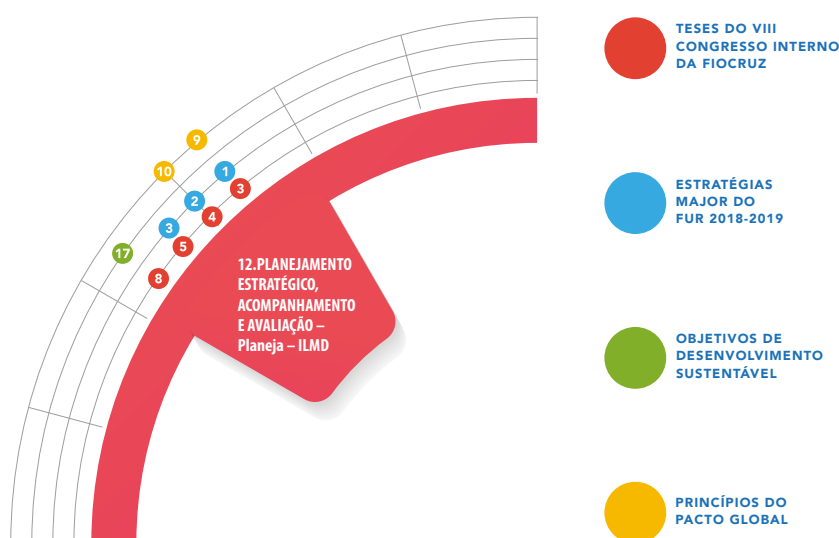 9
10
1
3
2
4
3
5
17
8
12.PLANEJAMENTO
ESTRATÉGICO,
ACOMPANHAMENTO
E AVALIAÇÃO –
Planeja – ILMD
TESES DO VIII
CONGRESSO INTERNO
DA FIOCRUZ
ESTRATÉGIAS
MAJOR DO
FUR 2018-2019
OBJETIVOS DE
DESENVOLVIMENTO
SUSTENTÁVEL
PRINCÍPIOS DO
PACTO GLOBAL